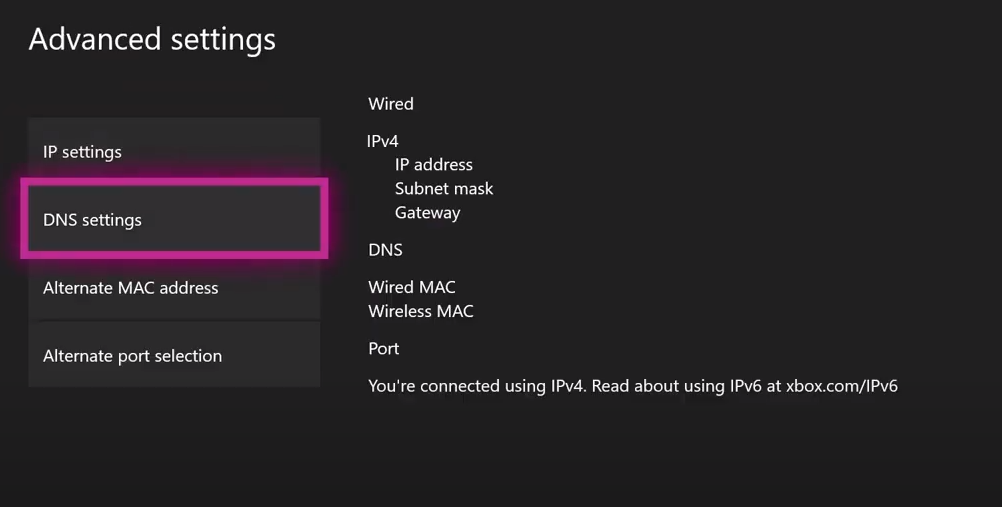 Advanced settings
IP settings
DNS settings
Alternate MAC address
Alternate port selection
Wired
IPv4
IP address
Subnet mask
Gateway
DNS
Wired MAC
Wireless MAC
Port
You're connected using IPv4. Read about using IPv6 at xbox.com/IPv6